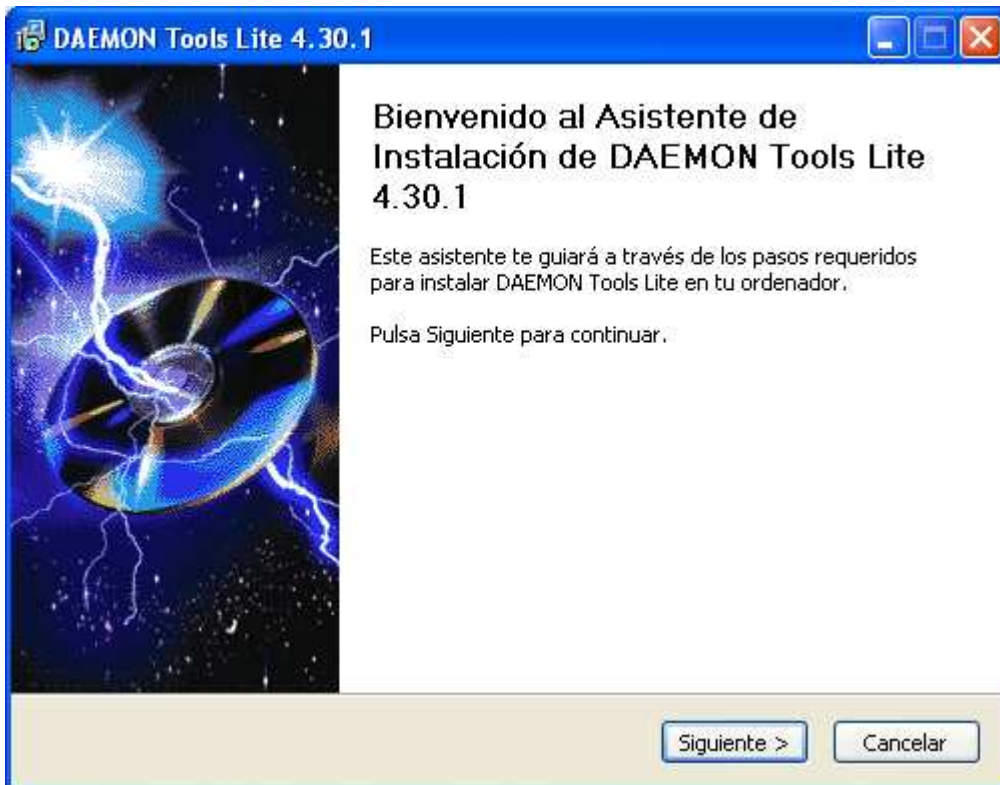 DAEMON Tools Lite 4.30.1
Bienvenido al Asistente de
Instalación de DAEMON Tools Lite
4.30.1
Este asistente te guiará a través de los pasos requeridos
para instalar DAEMON Tools Lite en tu ordenador.
Pulsa Siguiente para continuar.
Siguiente >
Cancelar